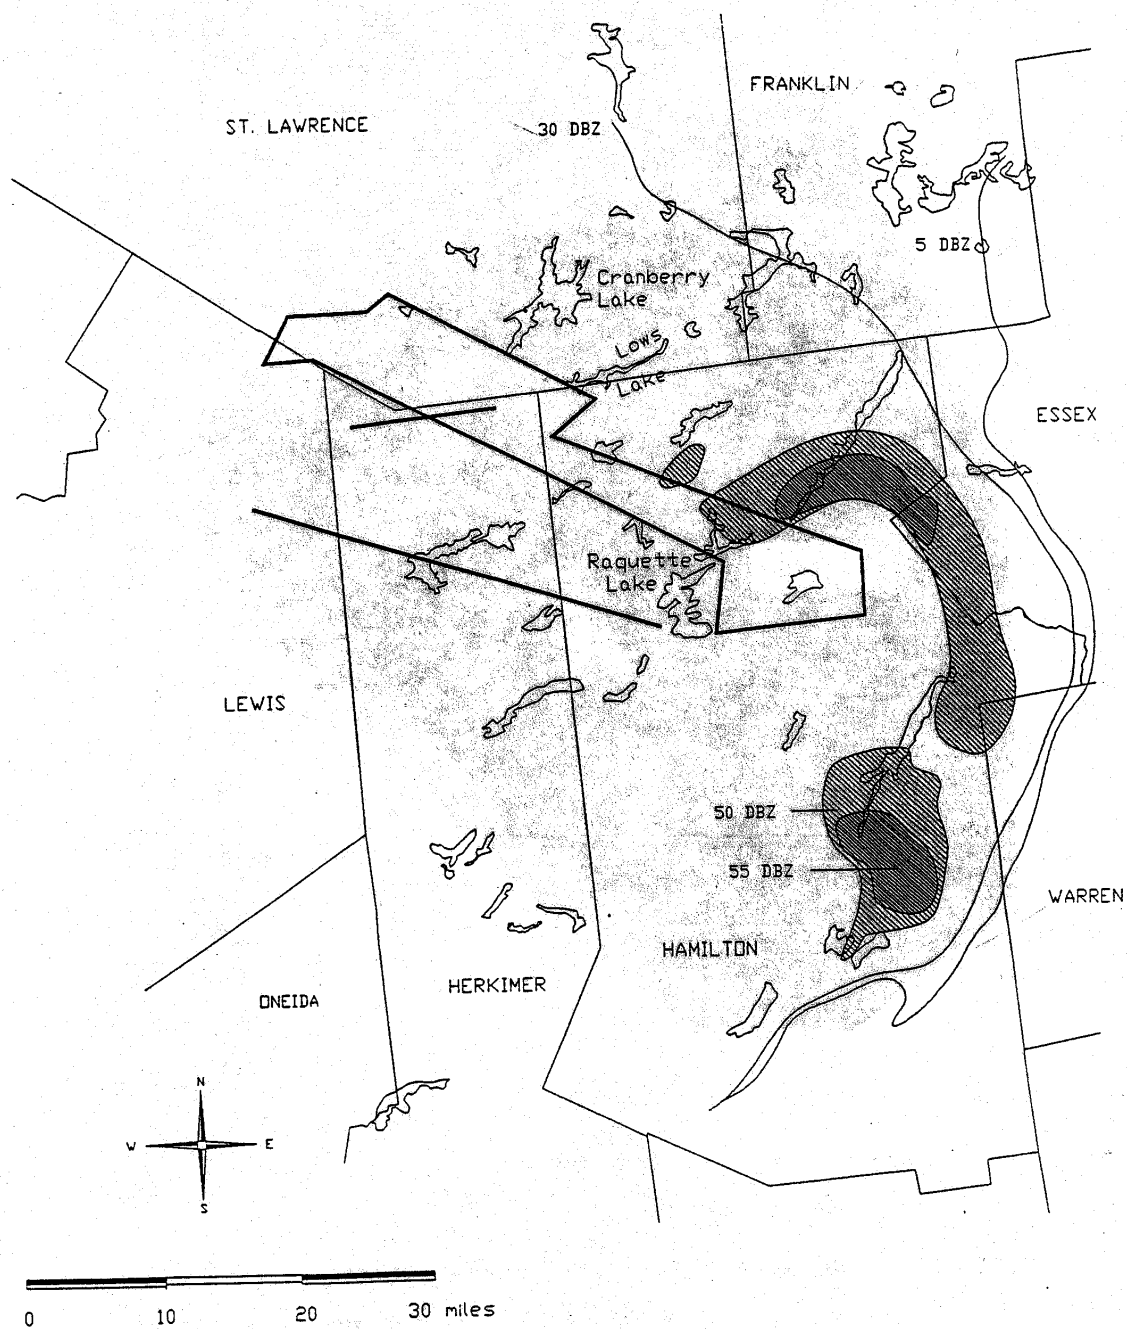 FRANKLIN
ST. LAWRENCE
30 DBZ
5 DBZ
Cranberry
Lake
Lows
Lake
ESSEX
Raquette
Lake
LEWIS
50 DBZ
55 DBZ
WARREN
HAMILTON
HERKIMER
ONEIDA
N
W
E
S
0
10
20
30 miles